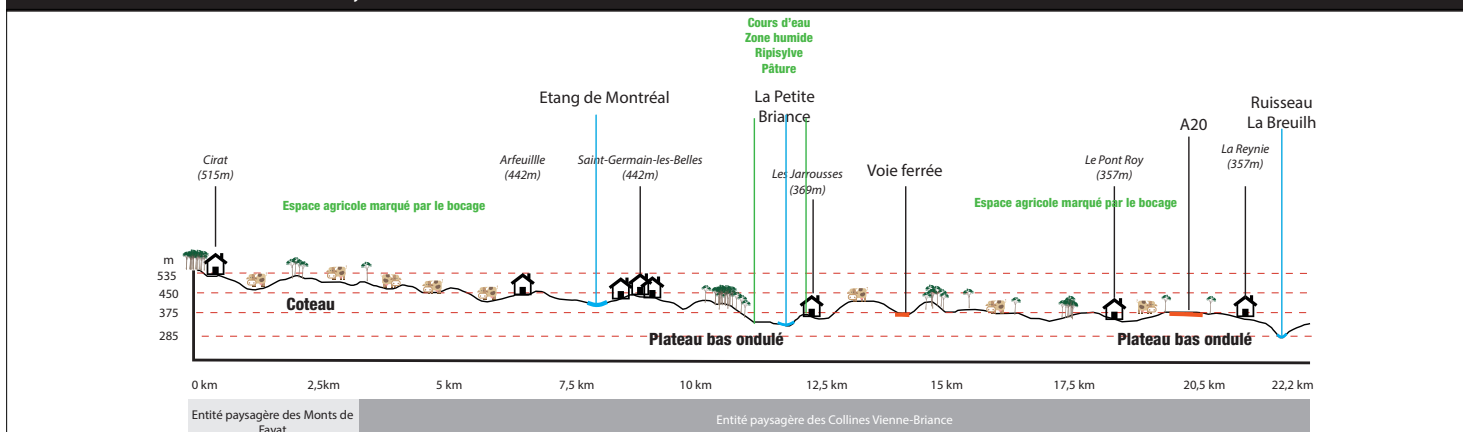 Cours d'eau
Zone humide
Ripisylve
Pâture
Etang de Montréal
La Petite
Briance
Ruisseau
La Breuilh
A20
Cirat
(515m)
Arfeuillle
(442m)
Saint-Germain-les-Belles
(442m)
Les Jarrousses
(369m)
Voie ferrée
Le Pont Roy
(357m)
La Reynie
(357m)
Espace agricole marqué par le bocage
Espace agricole marqué par le bocage
m
535
450
375
285
Coteau
Plateau bas ondulé
Plateau bas ondulé
0 km
2,5km
5 km
7,5 km
10 km
12,5 km
15 km
17,5 km
20,5 km
22,2 km
Entité paysagère des Monts de
Fayat
Entité paysagère des Collines Vienne-Briance